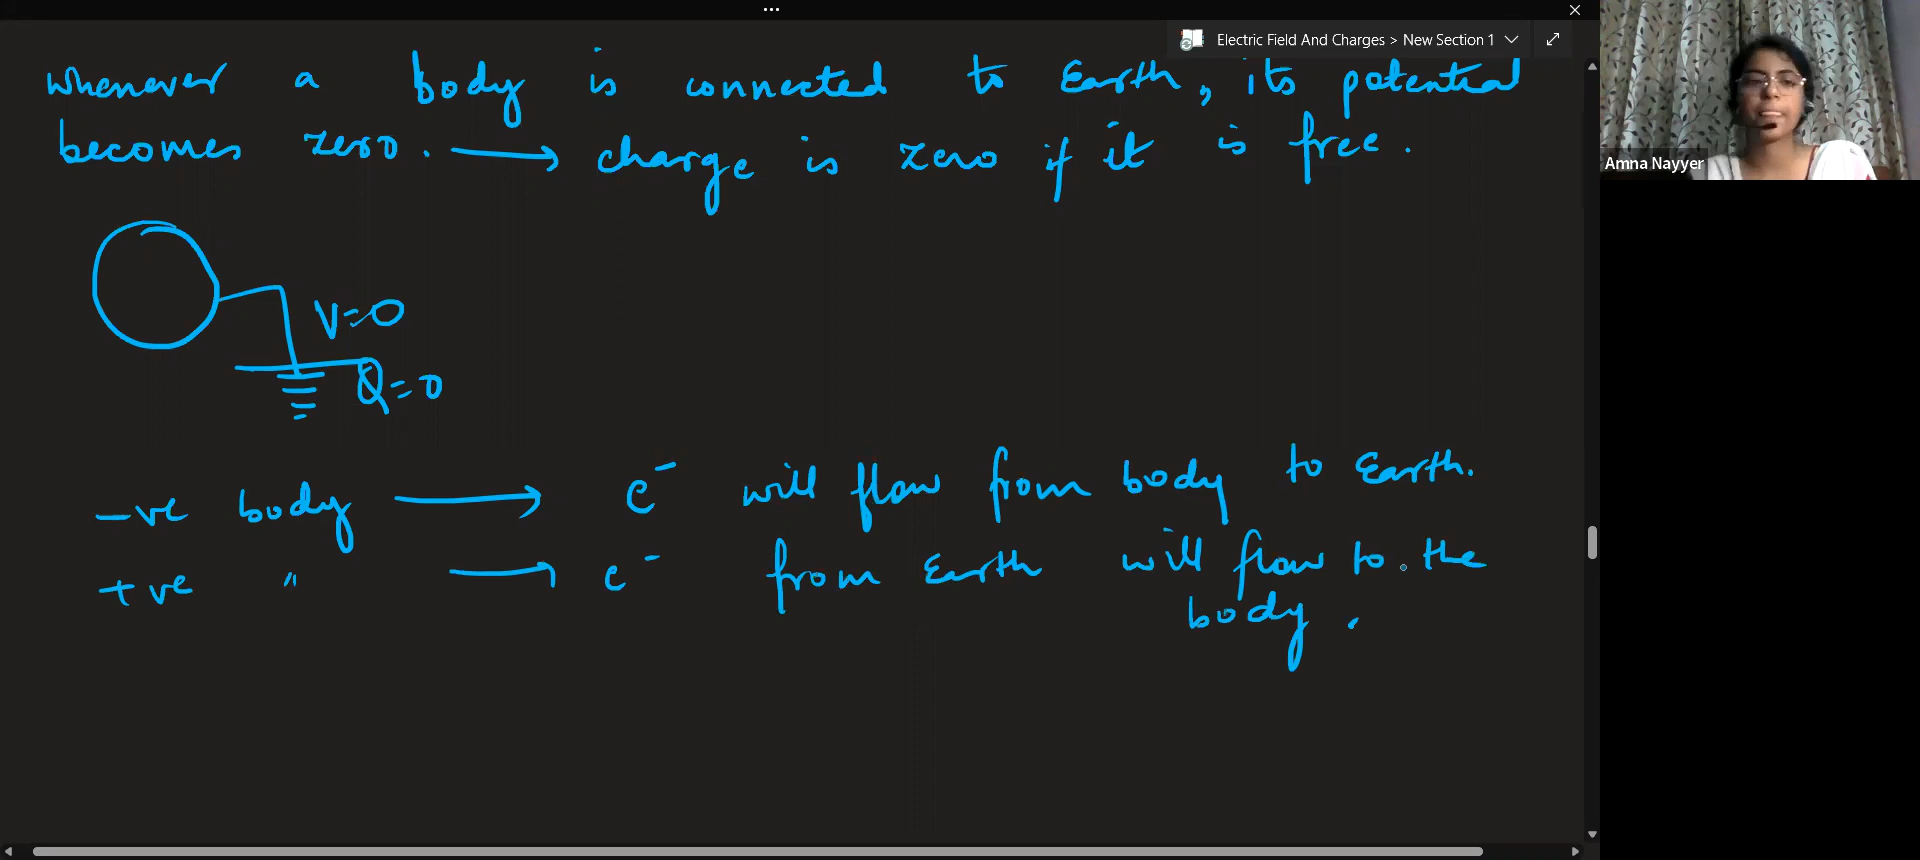 Electric Field And Charges > New Section 1
whenever a body is connected to Earth, its potential
becomes zero. → charge is zero if it is free.
V=0
Q=0
-ve body → e⁻ will flow from body to Earth.
+ve " → e⁻ from Earth will flow to the
body.
Amna Nayyer